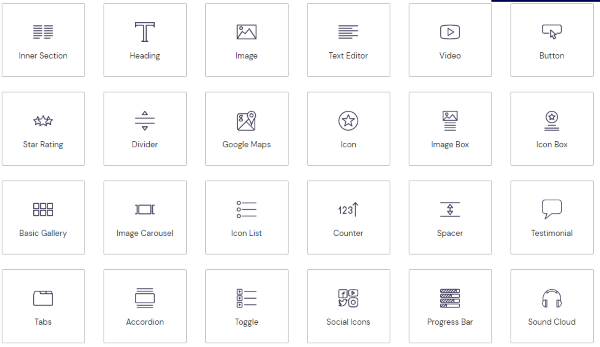 Inner Section
Heading
Image
Text Editor
Video
Button
Star Rating
Divider
Google Maps
Icon
Image Box
Icon Box
Basic Gallery
Image Carousel
Icon List
123
Counter
Spacer
Testimonial
Tabs
Accordion
Toggle
Social Icons
Progress Bar
Sound Cloud